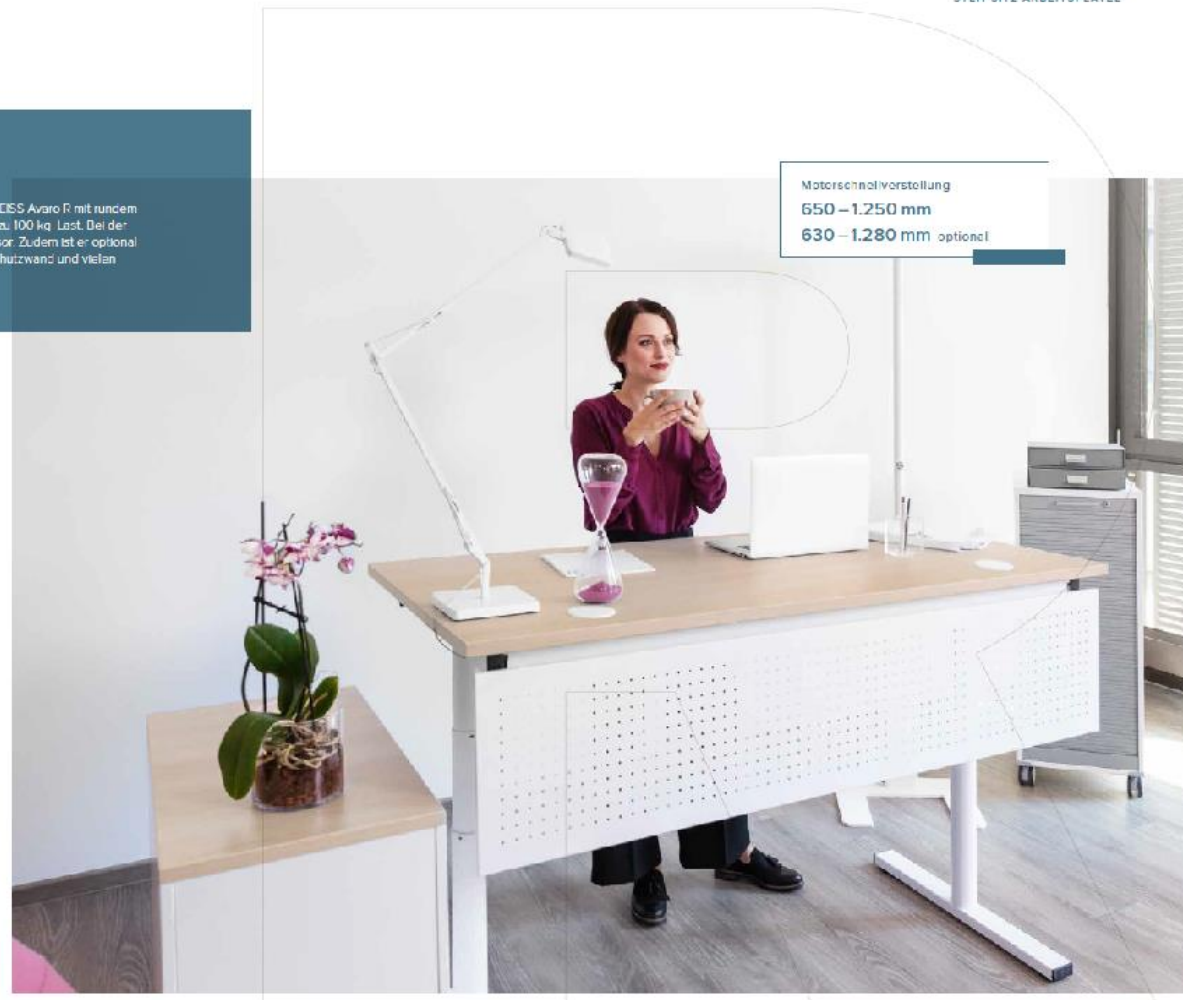 EISS Avaro R mit rundem
zu 100 kg Last. Bei der
sor. Zudem ist er optional
hutzwand und vielen
Motorschnellverstellung
650 – 1.250 mm
630 – 1.280 mm optional